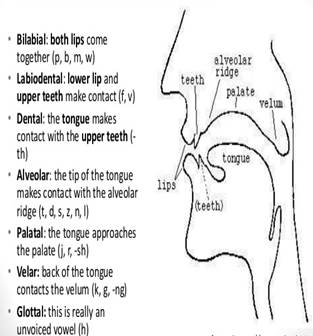 • Bilabial: both lips come
together (p, b, m, w)
• Labiodental: lower lip and
upper teeth make contact (f, v)
• Dental: the tongue makes
contact with the upper teeth (-
th)
• Alveolar: the tip of the tongue
makes contact with the alveolar
ridge (t, d, s, z, n, l)
• Palatal: the tongue approaches
the palate (j, r, -sh)
• Velar: back of the tongue
contacts the velum (k, g, -ng)
• Glottal: this is really an
unvoiced vowel (h)
alveolar
ridge
teeth
palate
velum
tongue
lips
(teeth)